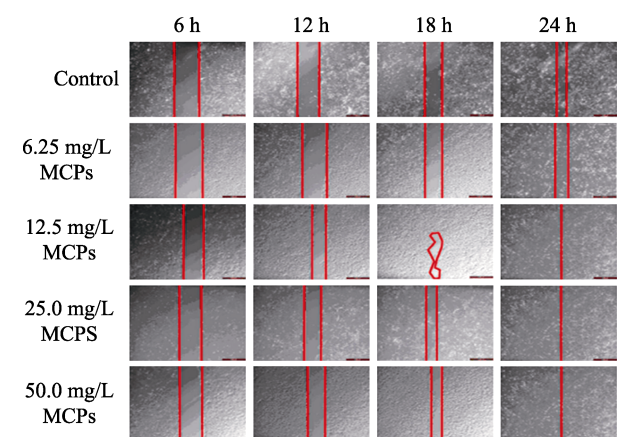 6 h 12 h 18 h 24 h
Control
6.25 mg/L
MCPs
12.5 mg/L
MCPs
25.0 mg/L
MCPS
50.0 mg/L
MCPs